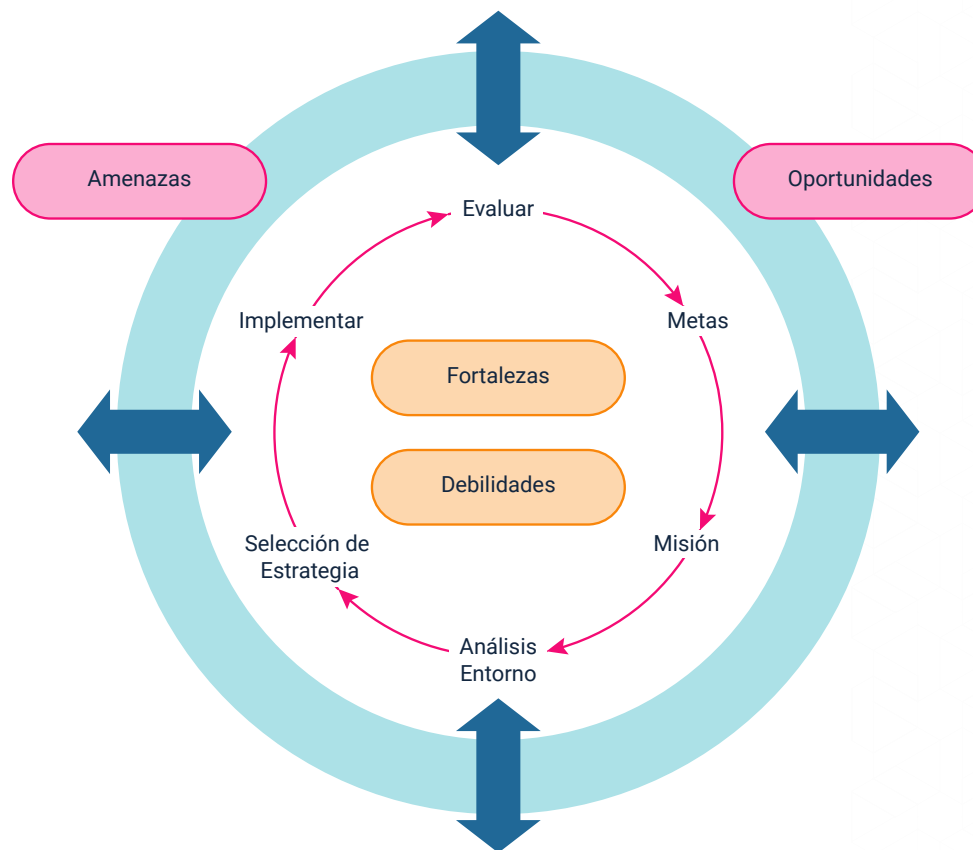 Amenazas
Oportunidades
Evaluar
Implementar
Metas
Fortalezas
Debilidades
Selección de
Estrategia
Misión
Análisis
Entorno